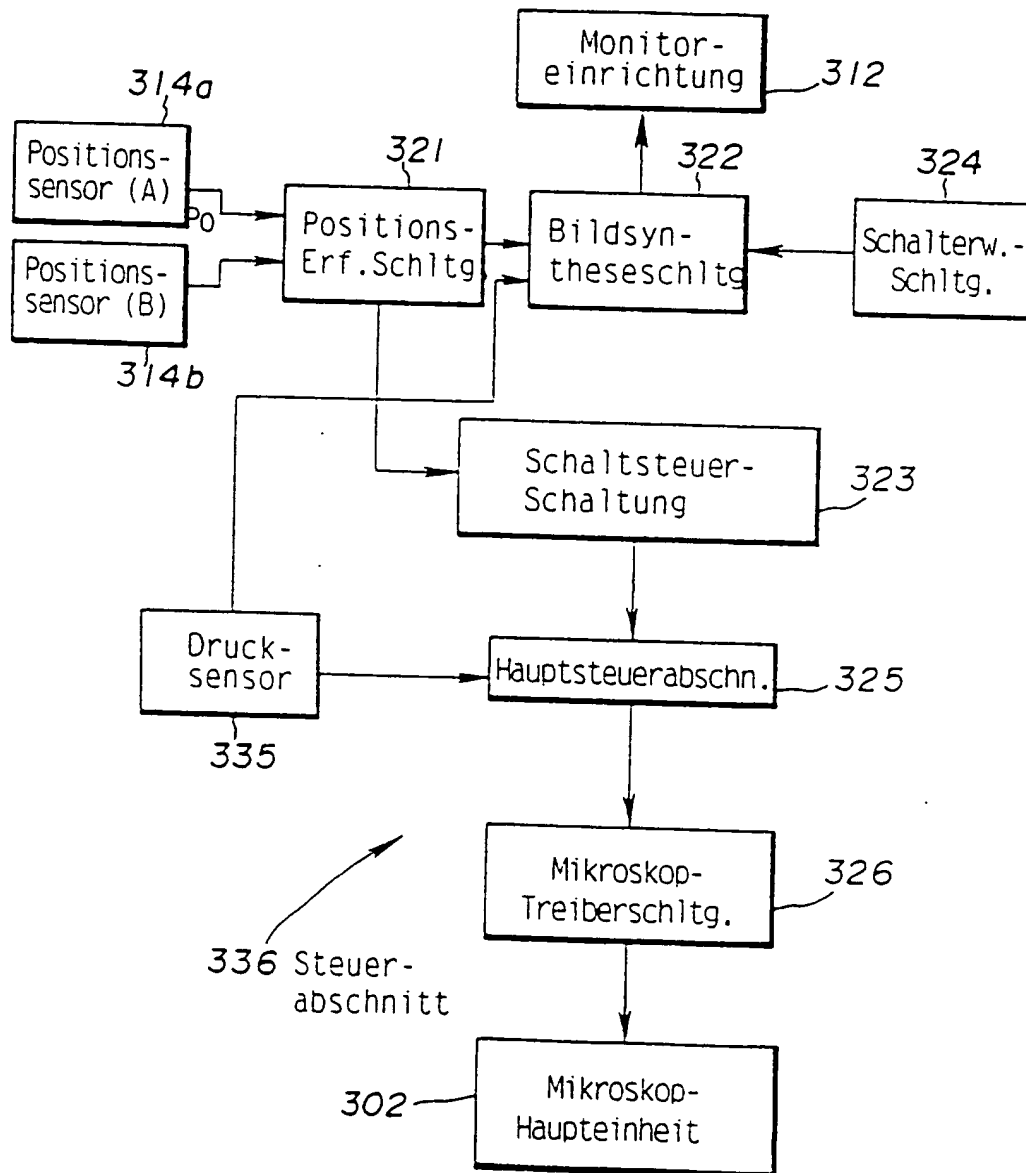 Monitor-
einrichtung
312
314a
Positions-
sensor (A)
PO
321
322
324
Positions-
Erf.Schltg.
Bildsyn-
theseschltg
Schalterw.-
Schltg.
Positions-
sensor (B)
314b
Schaltsteuer-
Schaltung
323
Druck-
sensor
335
Hauptsteuerabschn.
325
Mikroskop-
Treiberschltg.
326
336 Steuer-
abschnitt
302
Mikroskop-
Haupteinheit